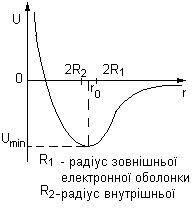 U
2R2 2R1
0
r0 r
Umin
R1 - радіус зовнішньої
електронної оболонки
R2-радіус внутрішньої